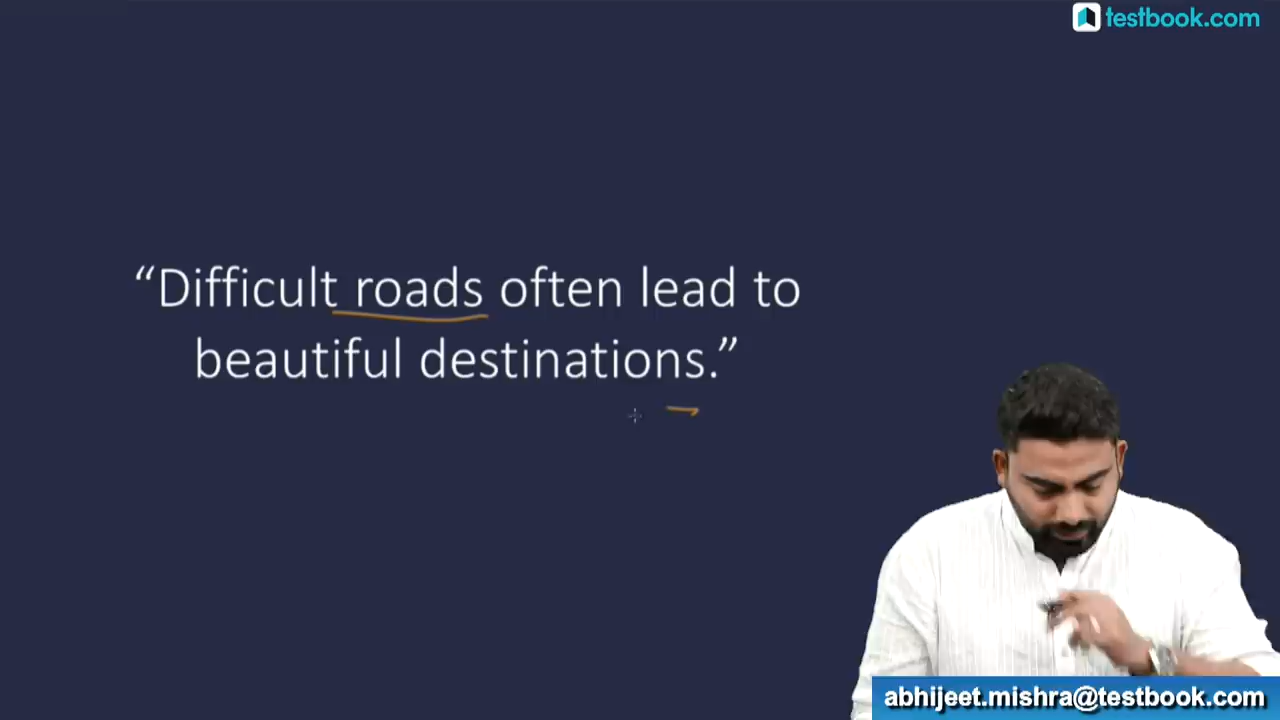 testbook.com
“Difficult roads often lead to
beautiful destinations.”
abhijeet.mishra@testbook.com